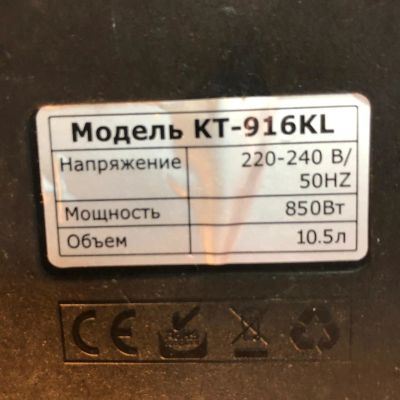 Модель KT-916KL
Напряжение 220-240 В/
50HZ
Мощность 850Вт
Объем 10.5л
CE